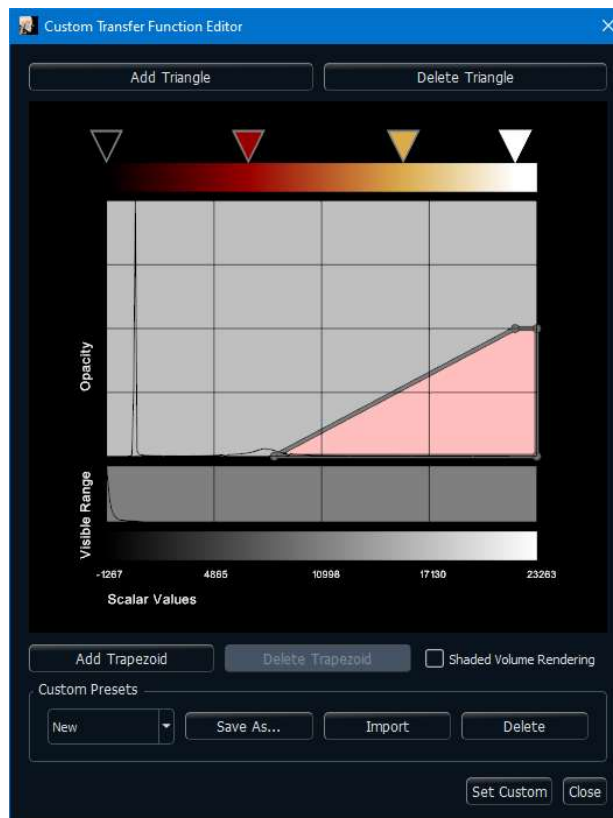 Custom Transfer Function Editor
Add Triangle
Delete Triangle
Opacity
Visible Range
-1267 4865 10998 17130 23263
Scalar Values
Add Trapezoid
Delete Trapezoid
Shaded Volume Rendering
Custom Presets
New
Save As...
Import
Delete
Set Custom
Close